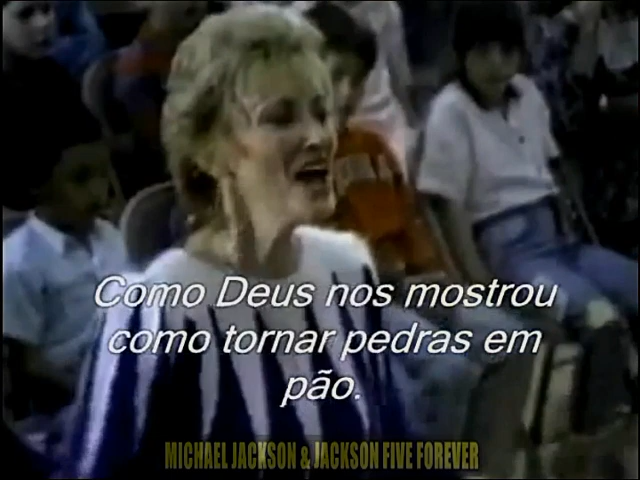 Como Deus nos mostrou
como tornar pedras em
pão.
MICHAEL JACKSON & JACKSON FIVE FOREVER